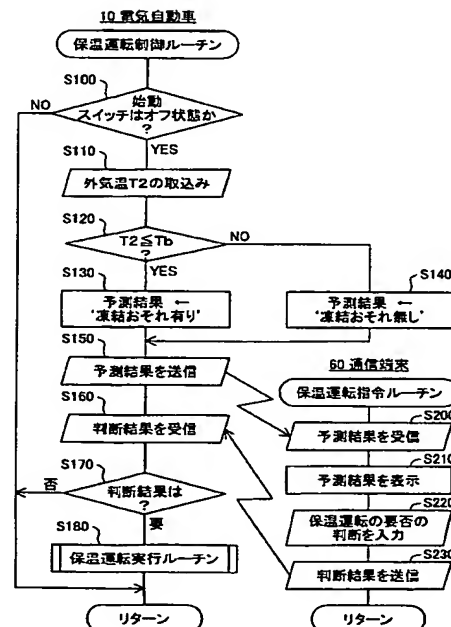 10 電気自動車
保温運転制御ルーチン
S100
始動
スイッチはオフ状態か
?
NO
YES
S110
外気温T2の取込み
S120
T2≦Tb
?
NO
YES
S130
予測結果 ←
'凍結おそれ有り'
S140
予測結果 ←
'凍結おそれ無し'
S150
予測結果を送信
S160
判断結果を受信
S170
判断結果は
?
否
要
S180
保温運転実行ルーチン
リターン
60 通信端末
保温運転指令ルーチン
S200
予測結果を受信
S210
予測結果を表示
S220
保温運転の要否の
判断を入力
S230
判断結果を送信
リターン